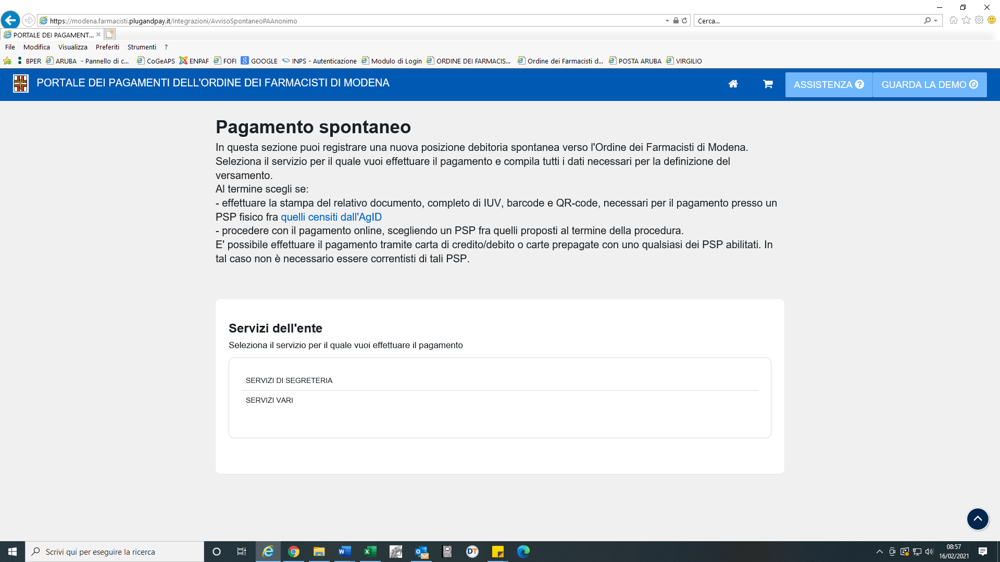 https://modena.farmacisti.plugandpay.it/Integrazioni/AvvisoSpontaneoPAAnonimo
Cerca...
PORTALE DEI PAGAMENT...
File Modifica Visualizza Preferiti Strumenti ?
BPER ARUBA - Pannello di c... CoGeAPS ENPAF FOFI GOOGLE INPS - Autenticazione Modulo di Login ORDINE DEI FARMACIS... Ordine dei Farmacisti d... POSTA ARUBA VIRGILIO
PORTALE DEI PAGAMENTI DELL'ORDINE DEI FARMACISTI DI MODENA
ASSISTENZA ?
GUARDA LA DEMO
Pagamento spontaneo
In questa sezione puoi registrare una nuova posizione debitoria spontanea verso l'Ordine dei Farmacisti di Modena.
Seleziona il servizio per il quale vuoi effettuare il pagamento e compila tutti i dati necessari per la definizione del
versamento.
Al termine scegli se:
- effettuare la stampa del relativo documento, completo di IUV, barcode e QR-code, necessari per il pagamento presso un
PSP fisico fra quelli censiti dall'AgID
- procedere con il pagamento online, scegliendo un PSP fra quelli proposti al termine della procedura.
E' possibile effettuare il pagamento tramite carta di credito/debito o carte prepagate con uno qualsiasi dei PSP abilitati. In
tal caso non è necessario essere correntisti di tali PSP.
Servizi dell'ente
Seleziona il servizio per il quale vuoi effettuare il pagamento
SERVIZI DI SEGRETERIA
SERVIZI VARI
Scrivi qui per eseguire la ricerca
DT
08:57
16/02/2021